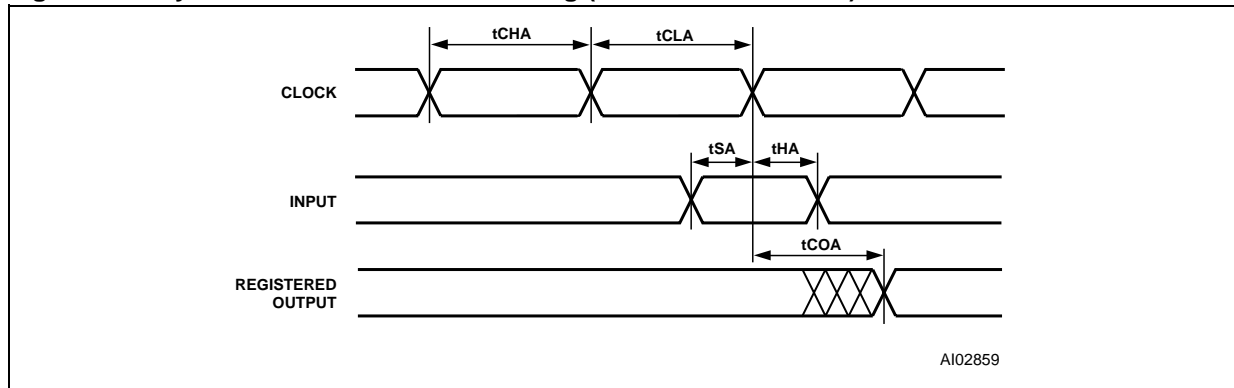 tCHA tCLA
CLOCK
tSA tHA
INPUT
tCOA
REGISTERED
OUTPUT
AI02859